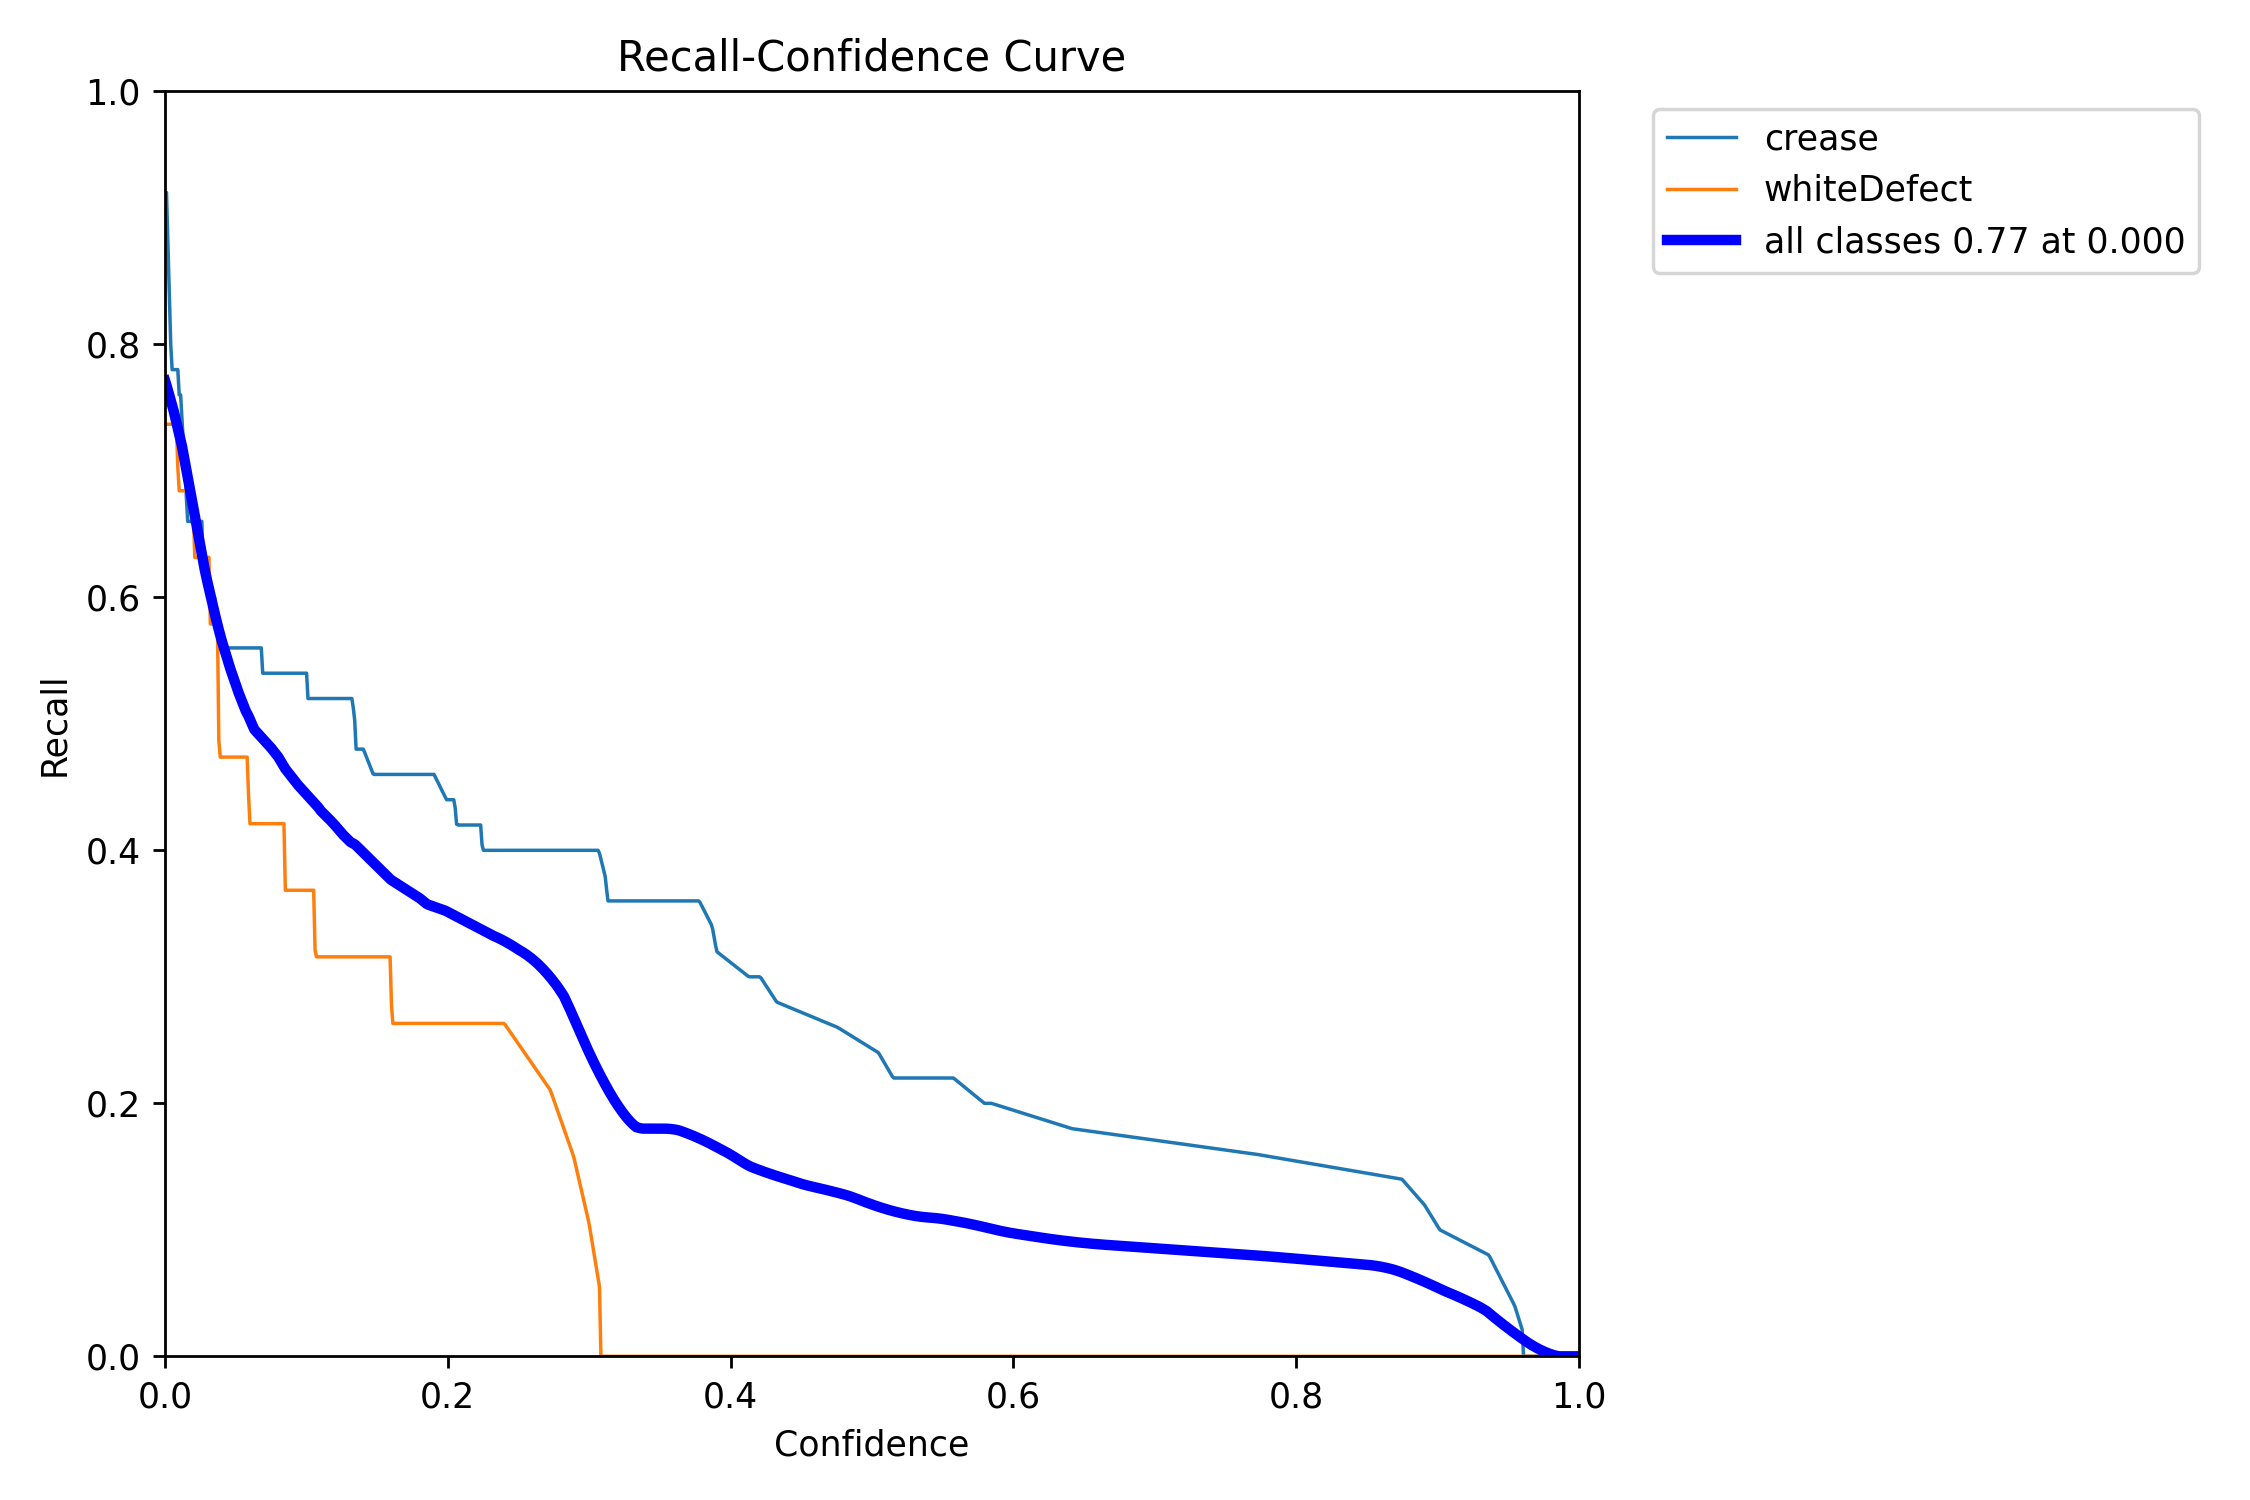 Recall-Confidence Curve
1.0
0.8
0.6
0.4
0.2
0.0
Recall
0.0 0.2 0.4 0.6 0.8 1.0
Confidence
crease
whiteDefect
all classes 0.77 at 0.000